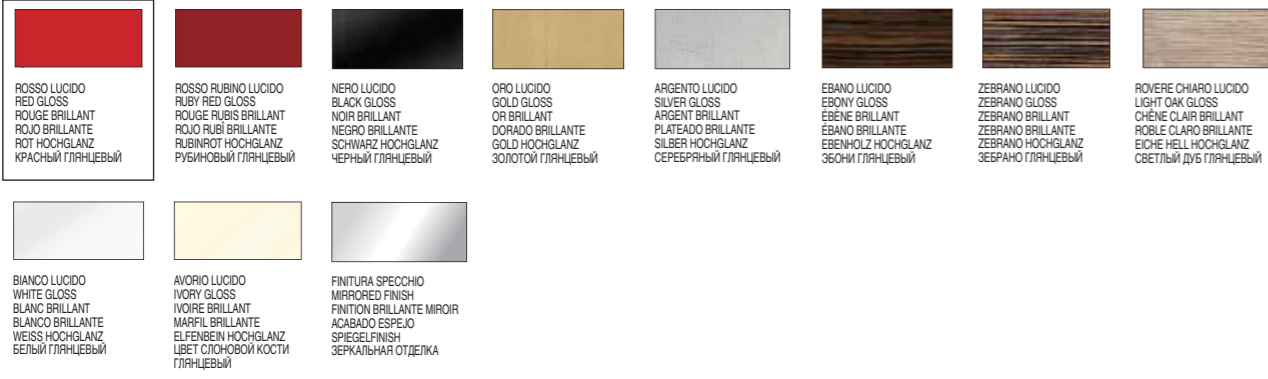 ROSSO LUCIDO
RED GLOSS
ROUGE BRILLANT
ROJO BRILLANTE
ROT HOCHGLANZ
КРАСНЫЙ ГЛЯНЦЕВЫЙ
ROSSO RUBINO LUCIDO
RUBY RED GLOSS
ROUGE RUBIS BRILLANT
ROJO RUBÌ BRILLANTE
RUBINROT HOCHGLANZ
РУБИНОВЫЙ ГЛЯНЦЕВЫЙ
NERO LUCIDO
BLACK GLOSS
NOIR BRILLANT
NEGRO BRILLANTE
SCHWARZ HOCHGLANZ
ЧЕРНЫЙ ГЛЯНЦЕВЫЙ
ORO LUCIDO
GOLD GLOSS
OR BRILLANT
DORADO BRILLANTE
GOLD HOCHGLANZ
ЗОЛОТОЙ ГЛЯНЦЕВЫЙ
ARGENTO LUCIDO
SILVER GLOSS
ARGENT BRILLANT
PLATEADO BRILLANTE
SILBER HOCHGLANZ
СЕРЕБРЯНЫЙ ГЛЯНЦЕВЫЙ
EBANO LUCIDO
EBONY GLOSS
ÉBÈNE BRILLANT
ÉBANO BRILLANTE
EBENHOLZ HOCHGLANZ
ЭБОНИ ГЛЯНЦЕВЫЙ
ZEBRANO LUCIDO
ZEBRANO GLOSS
ZEBRANO BRILLANT
ZEBRANO BRILLANTE
ZEBRANO HOCHGLANZ
ЗЕБРАНО ГЛЯНЦЕВЫЙ
ROVERE CHIARO LUCIDO
LIGHT OAK GLOSS
CHÊNE CLAIR BRILLANT
ROBLE CLARO BRILLANTE
EICHE HELL HOCHGLANZ
СВЕТЛЫЙ ДУБ ГЛЯНЦЕВЫЙ
BIANCO LUCIDO
WHITE GLOSS
BLANC BRILLANT
BLANCO BRILLANTE
WEISS HOCHGLANZ
БЕЛЫЙ ГЛЯНЦЕВЫЙ
AVORIO LUCIDO
IVORY GLOSS
IVOIRE BRILLANT
MARFIL BRILLANTE
ELFENBEIN HOCHGLANZ
ЦВЕТ СЛОНОВОЙ КОСТИ
ГЛЯНЦЕВЫЙ
FINITURA SPECCHIO
MIRRORED FINISH
FINITION BRILLANTE MIROIR
ACABADO ESPEJO
SPIEGELFINISH
ЗЕРКАЛЬНАЯ ОТДЕЛКА